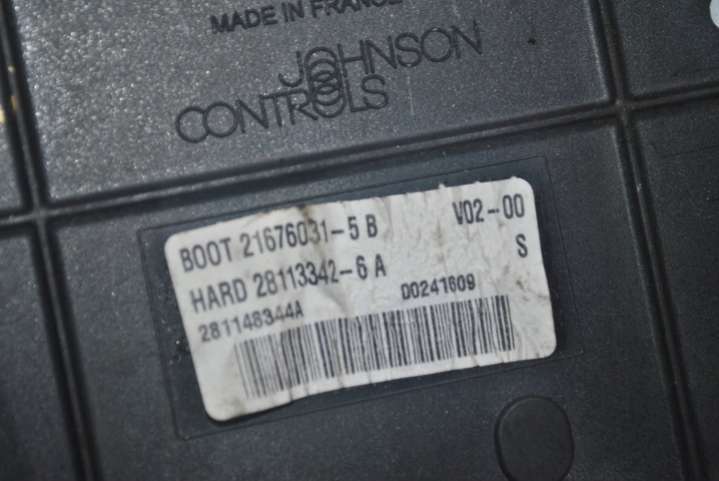 MADE IN FRANCE
JOHNSON
CONTROLS
BOOT 21676031-5 B V02-00
HARD 28113342-6 A S
281148344A D0241609